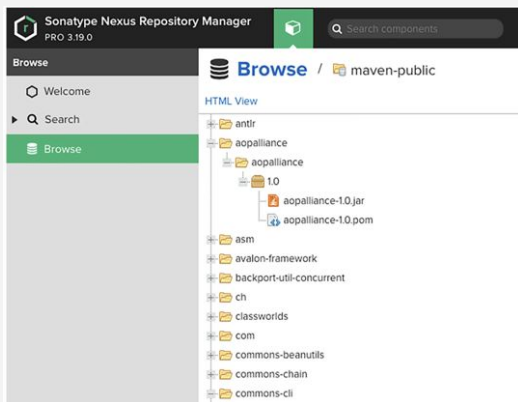 Sonatype Nexus Repository Manager
PRO 3.19.0
Search components
Browse
Welcome
Search
Browse
Browse / maven-public
HTML View
antlr
aopalliance
aopalliance
1.0
aopalliance-1.0.jar
aopalliance-1.0.pom
asm
avalon-framework
backport-util-concurrent
ch
classworlds
com
commons-beanutils
commons-chain
commons-cli